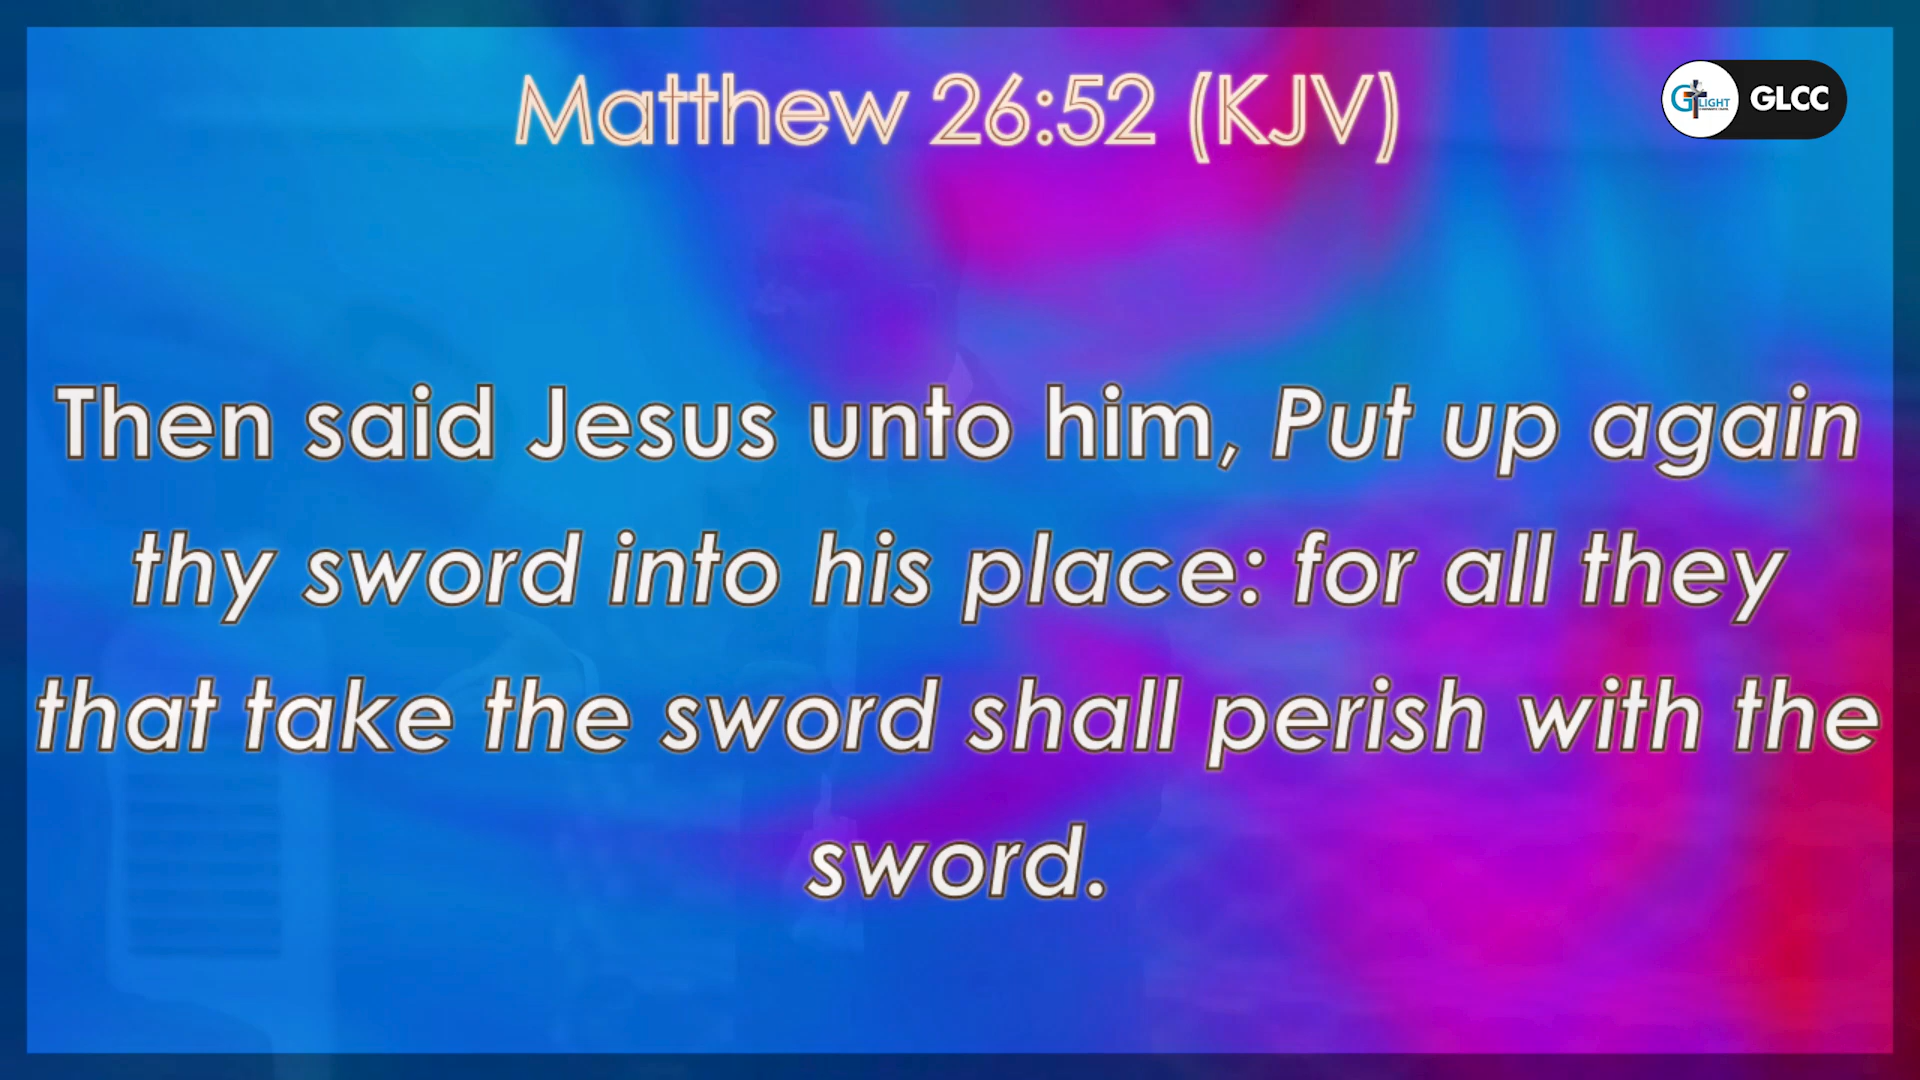 Matthew 26:52 (KJV)
G LIGHT
GLCC
Then said Jesus unto him, Put up again
thy sword into his place: for all they
that take the sword shall perish with the
sword.